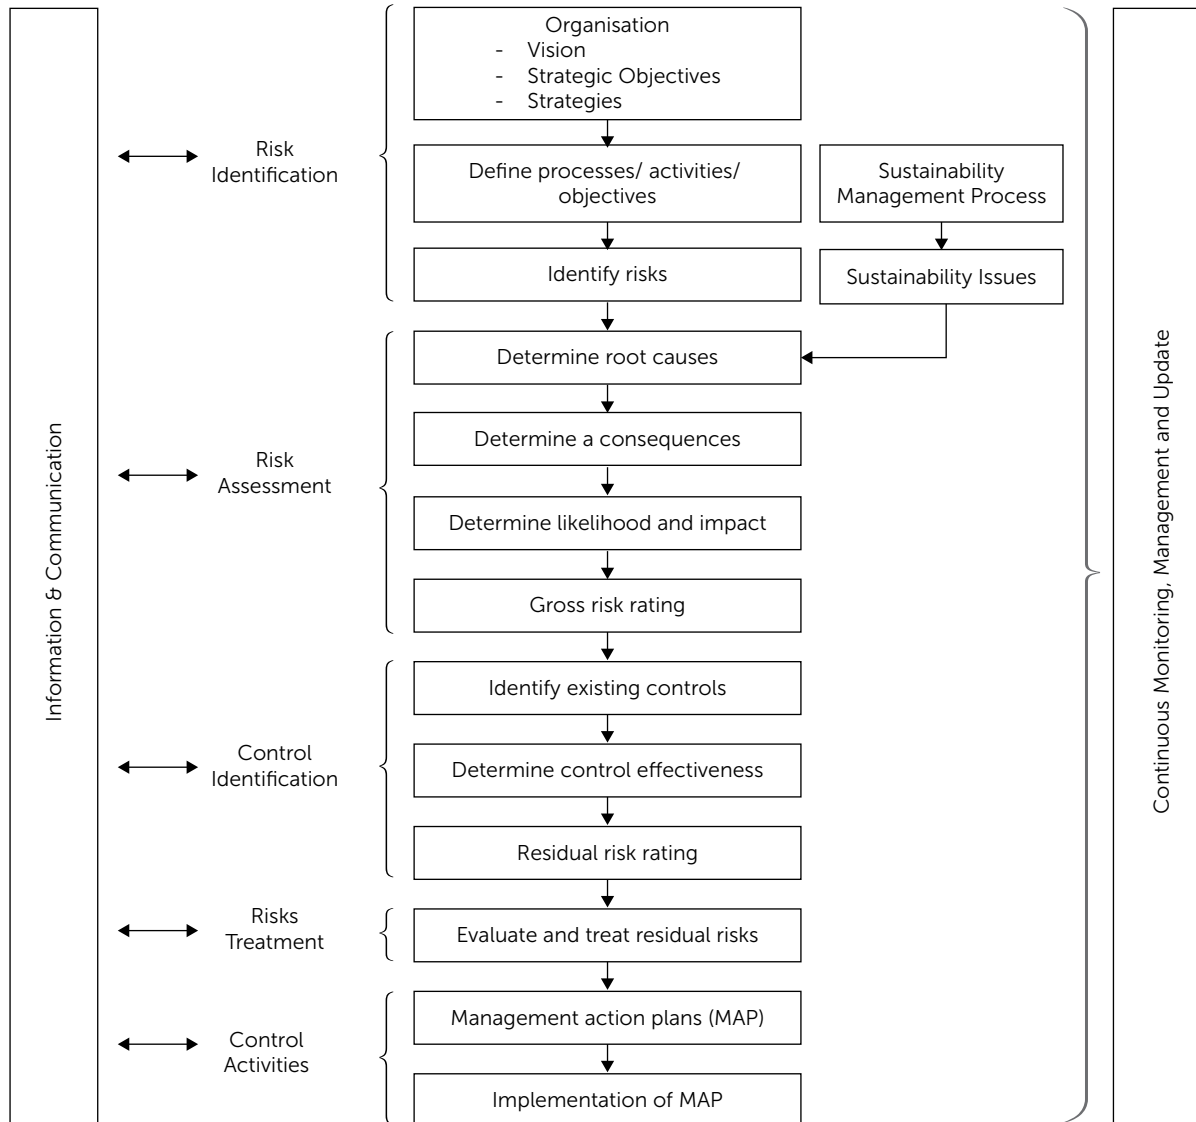 Information & Communication
Risk
Identification
Risk
Assessment
Control
Identification
Risks
Treatment
Control
Activities
Organisation
- Vision
- Strategic Objectives
- Strategies
Define processes/ activities/
objectives
Identify risks
Determine root causes
Determine a consequences
Determine likelihood and impact
Gross risk rating
Identify existing controls
Determine control effectiveness
Residual risk rating
Evaluate and treat residual risks
Management action plans (MAP)
Implementation of MAP
Sustainability
Management Process
Sustainability Issues
Continuous Monitoring, Management and Update